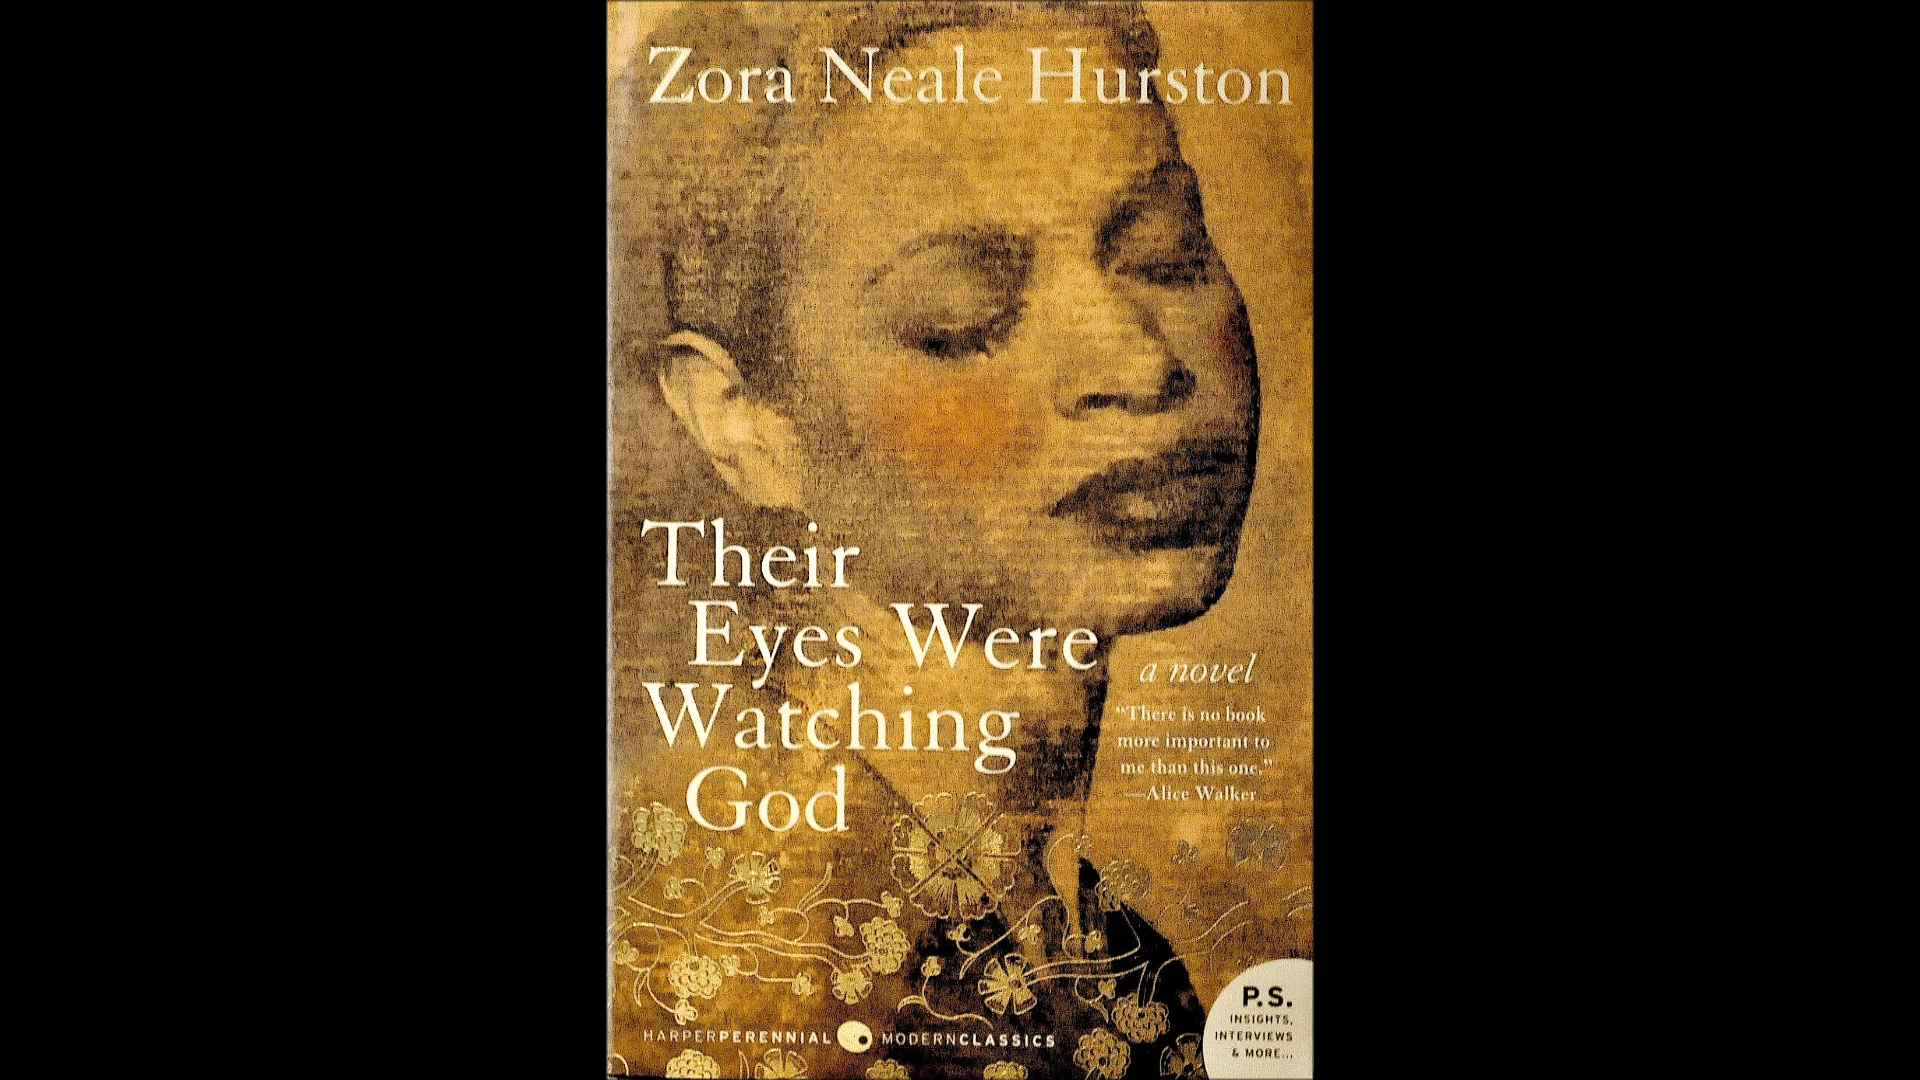 Zora Neale Hurston
Their
Eyes Were
Watching
God
a novel
“There is no book
more important to
me than this one.”
—Alice Walker
HARPERPERENNIAL MODERNCLASSICS
P.S.
INSIGHTS,
INTERVIEWS
& MORE...